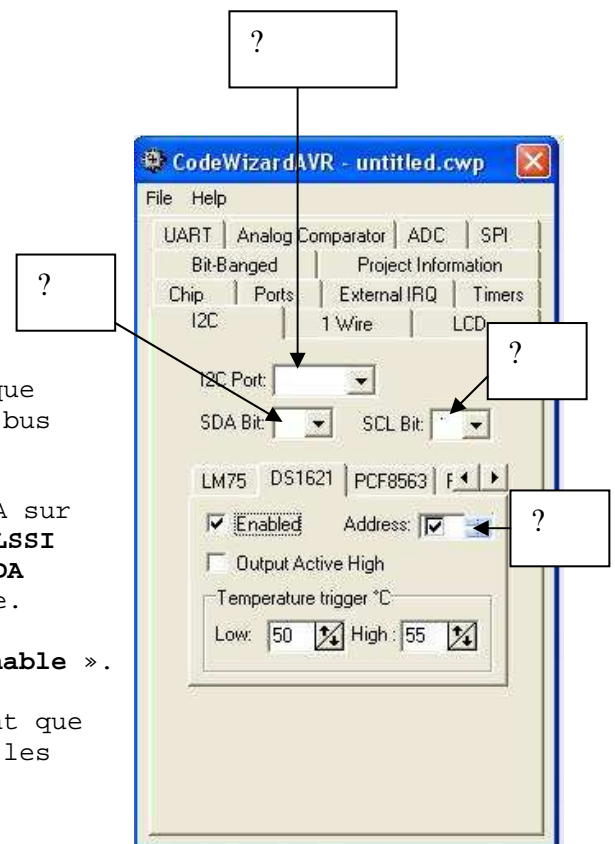 ?
CodeWizardAVR - untitled.cwp
File Help
UART Analog Comparator ADC SPI
Bit-Banged Project Information
Chip Ports External IRQ Timers
I2C 1 Wire LCD
?
?
I2C Port:
SDA Bit: SCL Bit:
LM75 DS1621 PCF8563
Enabled Address:
?
Output Active High
Temperature trigger °C
Low: 50 High : 55
que
bus
A sur
LSSI
DA
e.
nable ».
t que
les